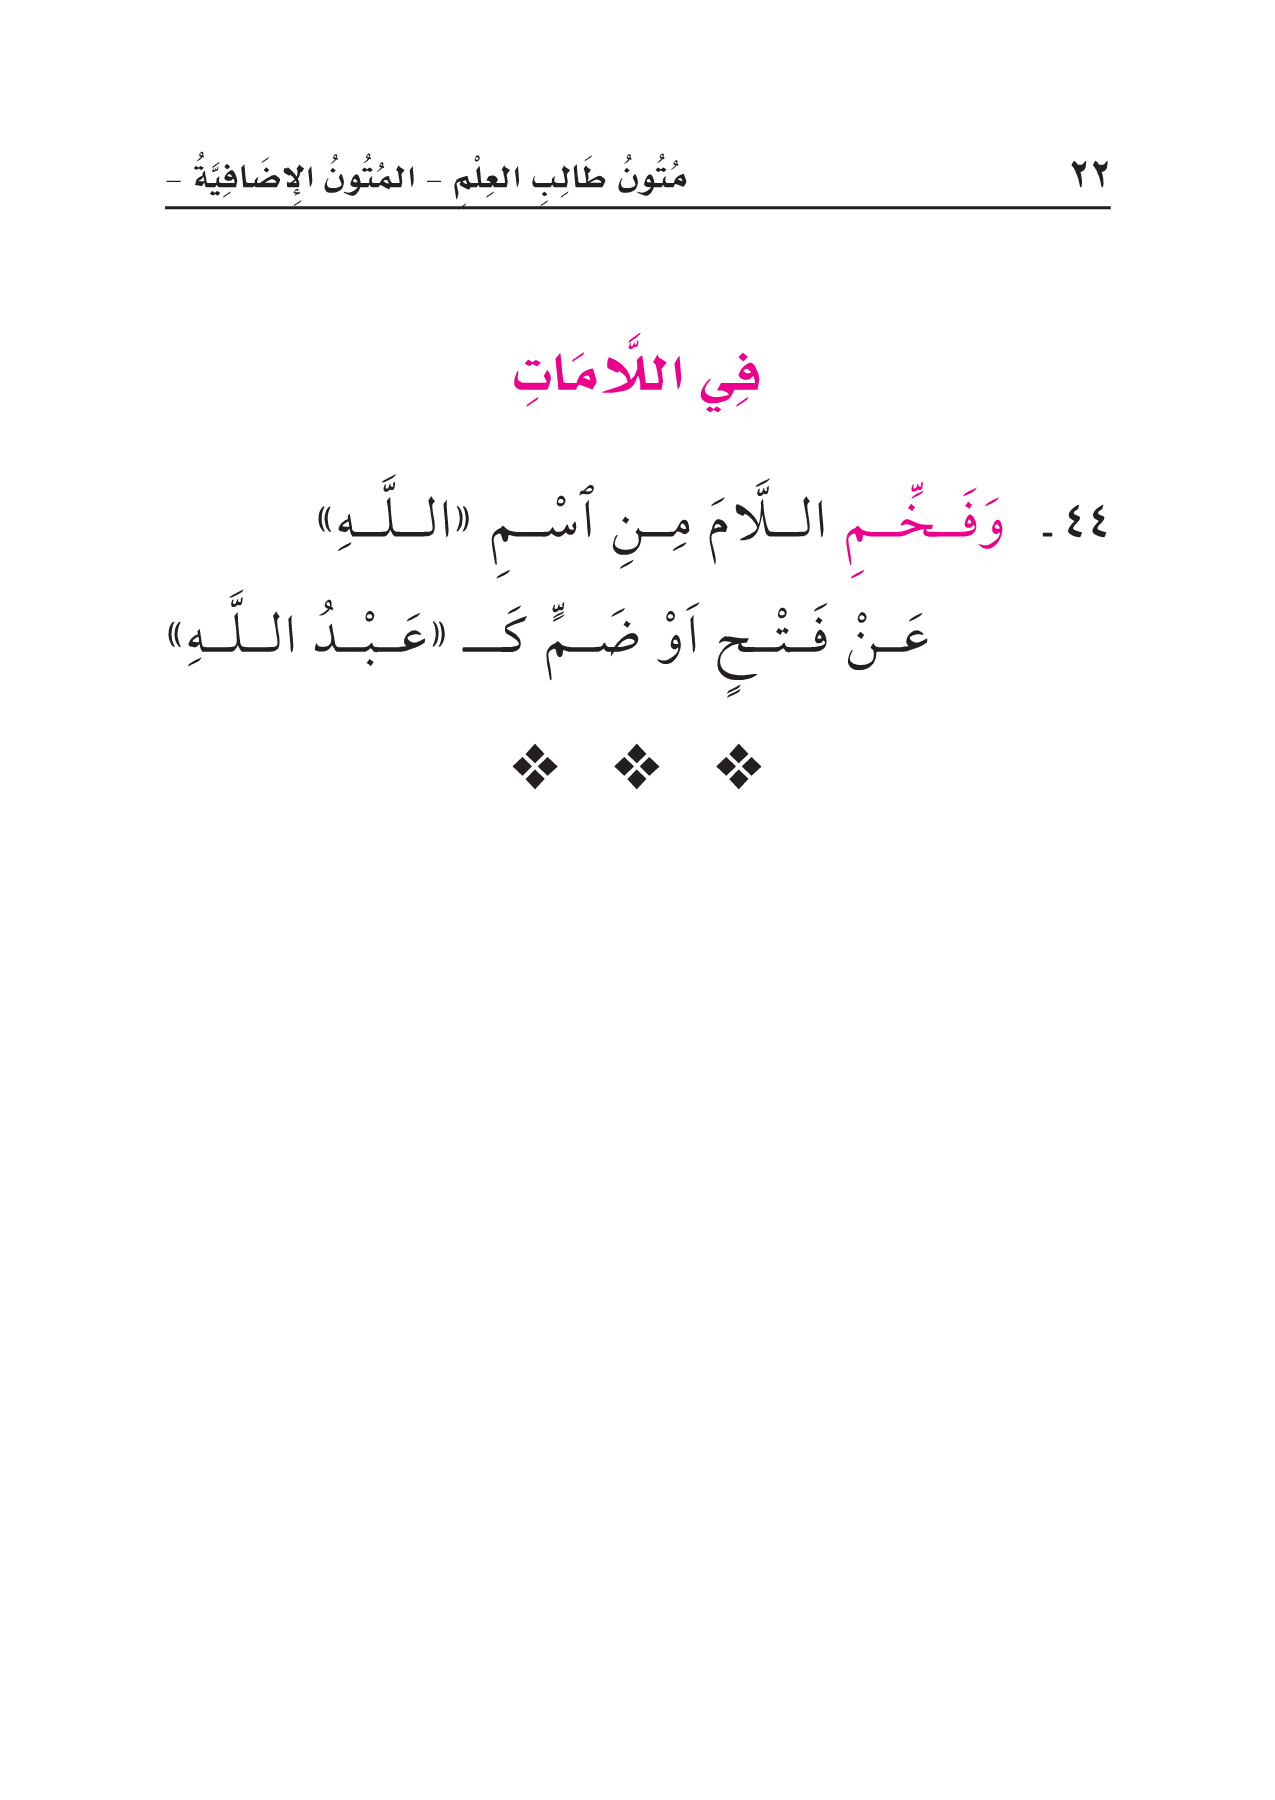 ٢٢ مُتُونُ طَالِبِ العِلْمِ – المُتُونُ الإِضَافِيَّةُ –
فِي اللَّامَاتِ
٤٤ - وَفَخِّمِ اللَّامَ مِنِ ٱسْمِ «اللَّهِ»
عَنْ فَتْحٍ اَوْ ضَمٍّ كَـ «عَبْدُ اللَّهِ»